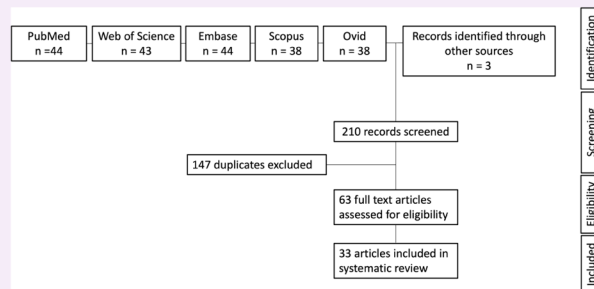 PubMed
n =44
Web of Science
n = 43
Embase
n = 44
Scopus
n = 38
Ovid
n = 38
Records identified through
other sources
n = 3
Identification
210 records screened
Screening
147 duplicates excluded
63 full text articles
assessed for eligibility
Eligibility
33 articles included in
systematic review
Included